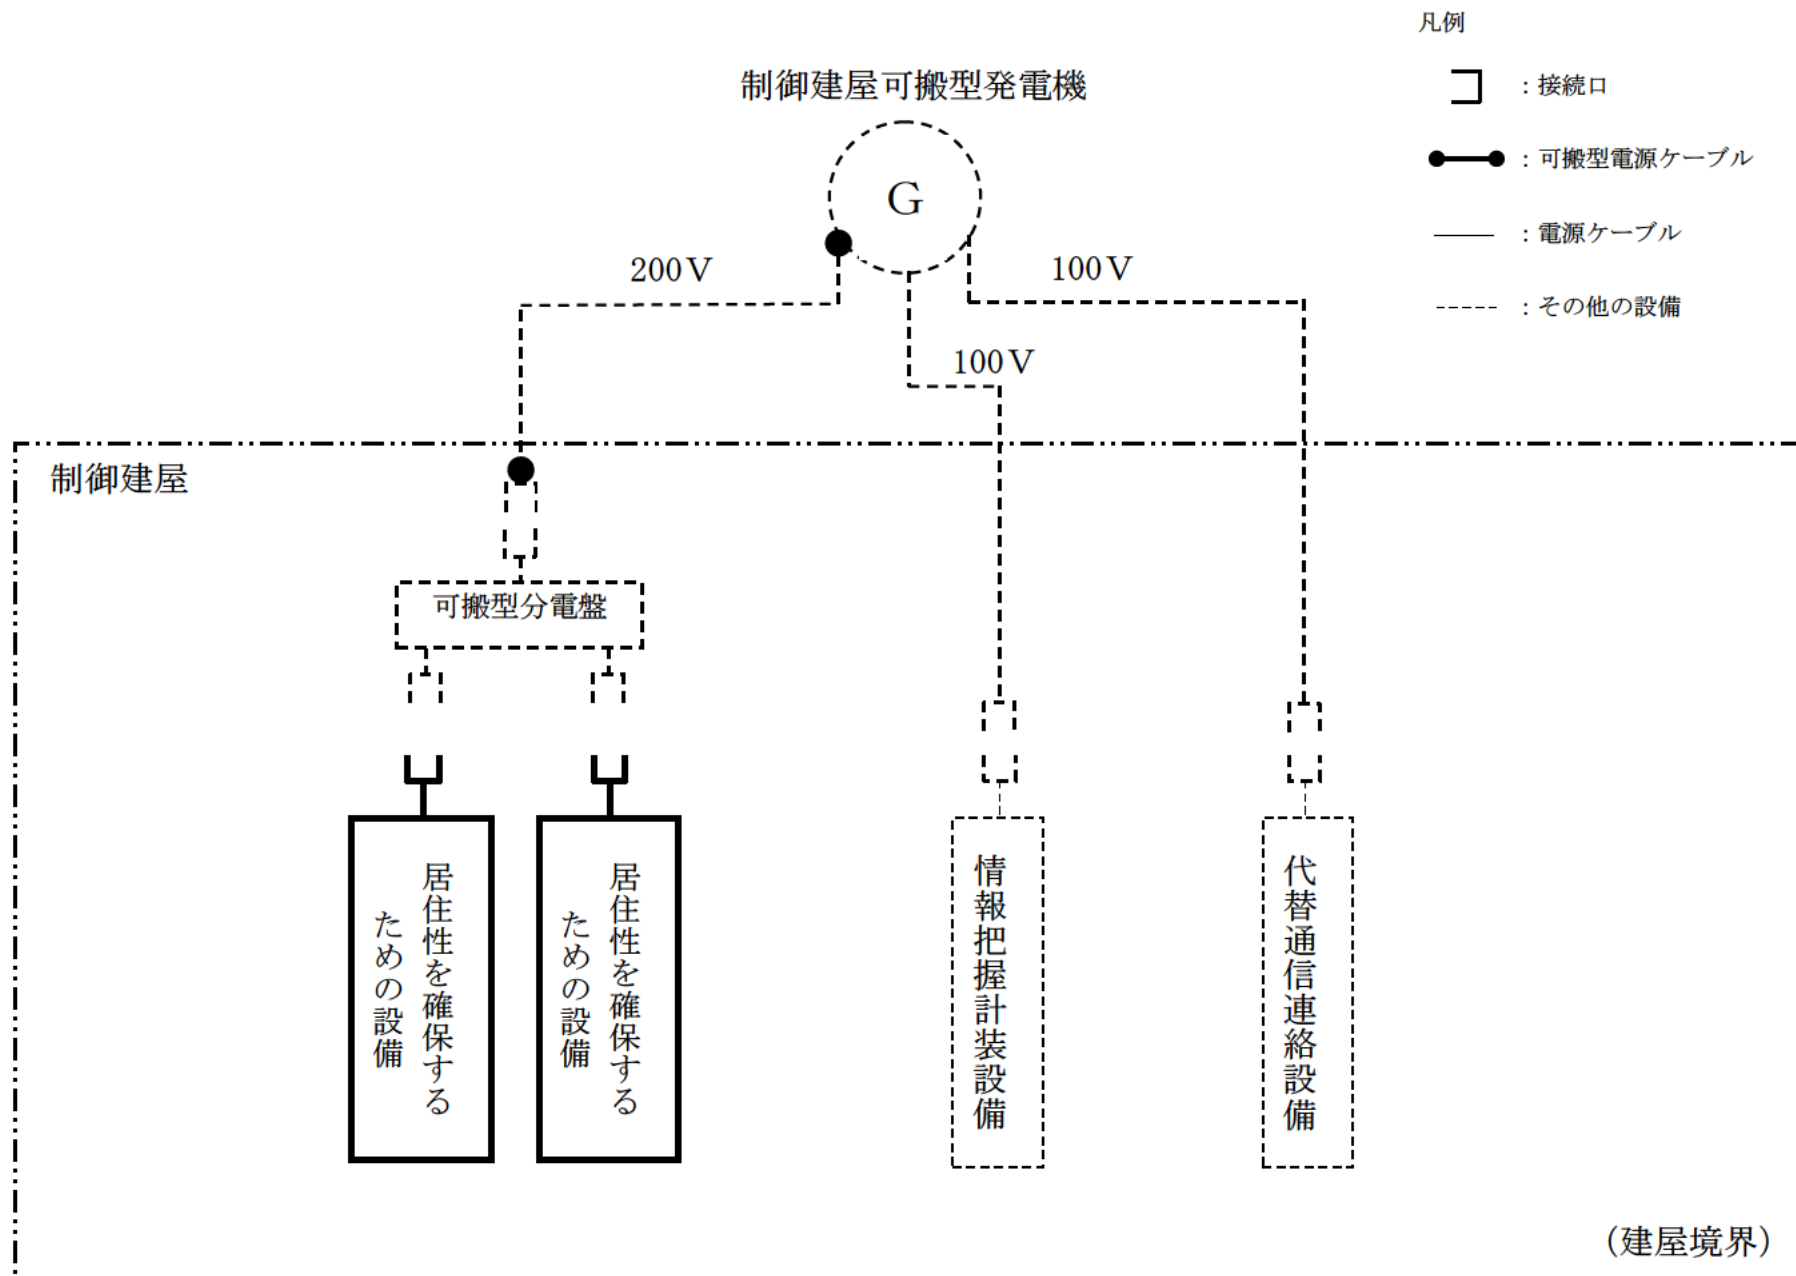 凡例
：接続口
：可搬型電源ケーブル
：電源ケーブル
：その他の設備
制御建屋可搬型発電機
G
200V
100V
100V
制御建屋
可搬型分電盤
居住性を確保する
ための設備
居住性を確保する
ための設備
情報把握計装設備
代替通信連絡設備
（建屋境界）